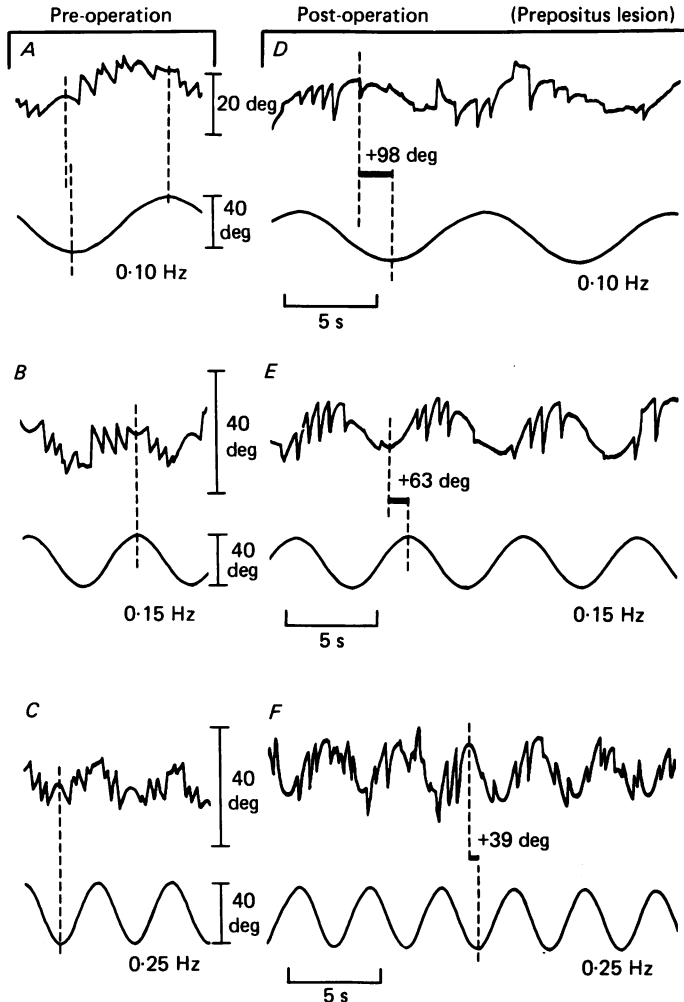 Pre-operation
Post-operation (Prepositus lesion)
A
D
20 deg
+98 deg
40
deg
0·10 Hz
0·10 Hz
5 s
B
E
40
deg
+63 deg
40
deg
0·15 Hz
0·15 Hz
5 s
C
F
40
deg
+39 deg
40
deg
0·25 Hz
0·25 Hz
5 s